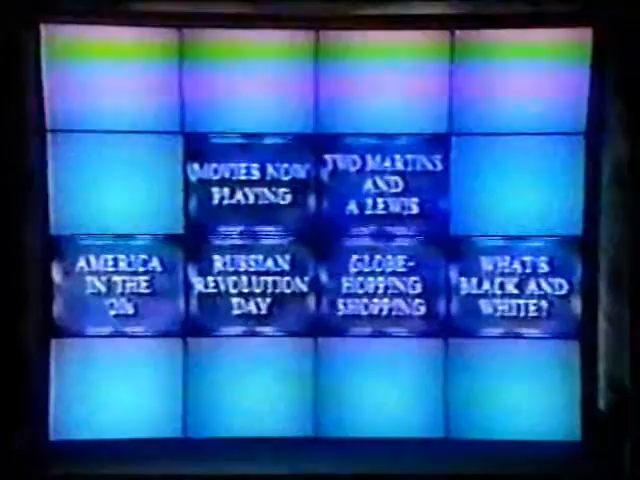 MOVIES NOW
PLAYING
TWO MARTINS
AND
A LEWIS
AMERICA
IN THE
'20s
RUSSIAN
REVOLUTION
DAY
GLOBE-
HOPPING
SHOPPING
WHAT'S
BLACK AND
WHITE?